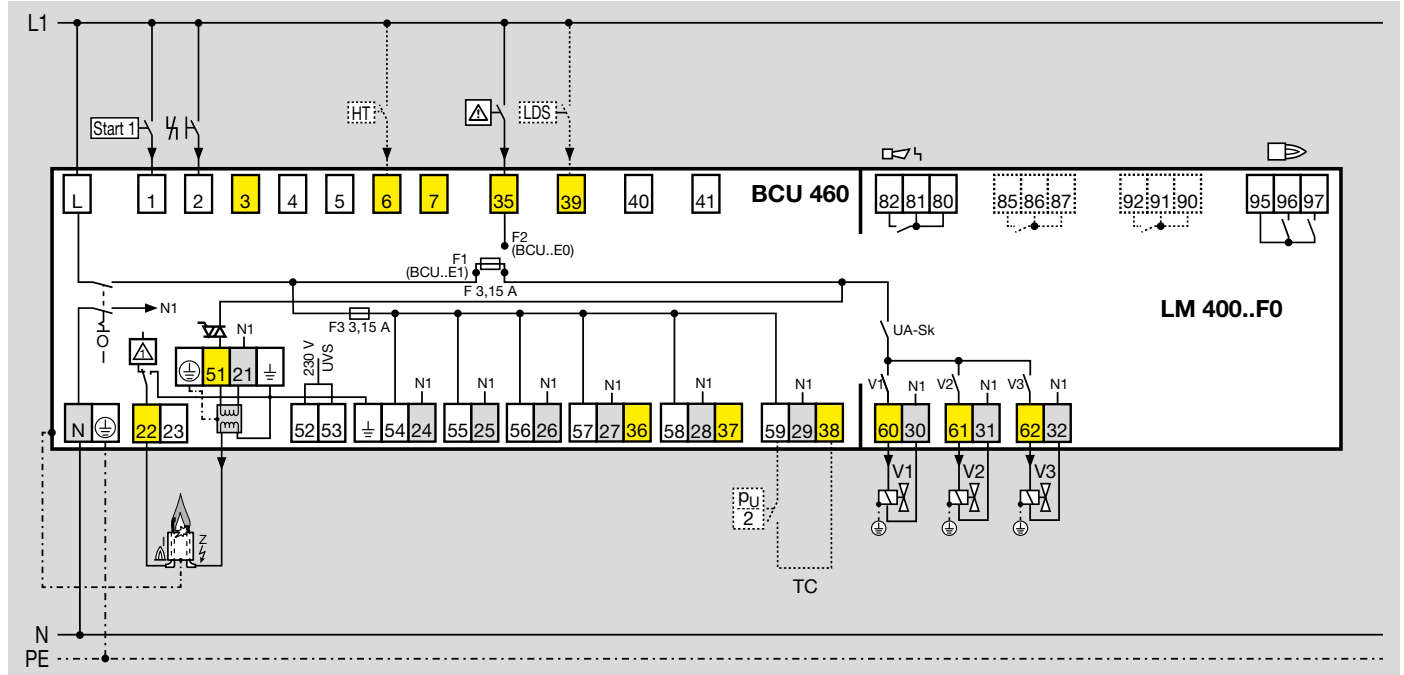 L1
Start 1
HT
LDS
L 1 2 3 4 5 6 7 35 39 40 41
BCU 460
82 81 80
85 86 87
92 91 90
95 96 97
F2
(BCU..E0)
F1
(BCU..E1)
F 3,15 A
LM 400..F0
N1
F3 3,15 A
UA-Sk
O
I
N1
230 V
UVS
51 21
N1 N1 N1 N1 N1 N1
V1 N1 V2 N1 V3 N1
N 22 23 52 53 54 24 55 25 56 26 57 27 36 58 28 37 59 29 38 60 30 61 31 62 32
V1 V2 V3
pU
2
I Z
TC
N
PE